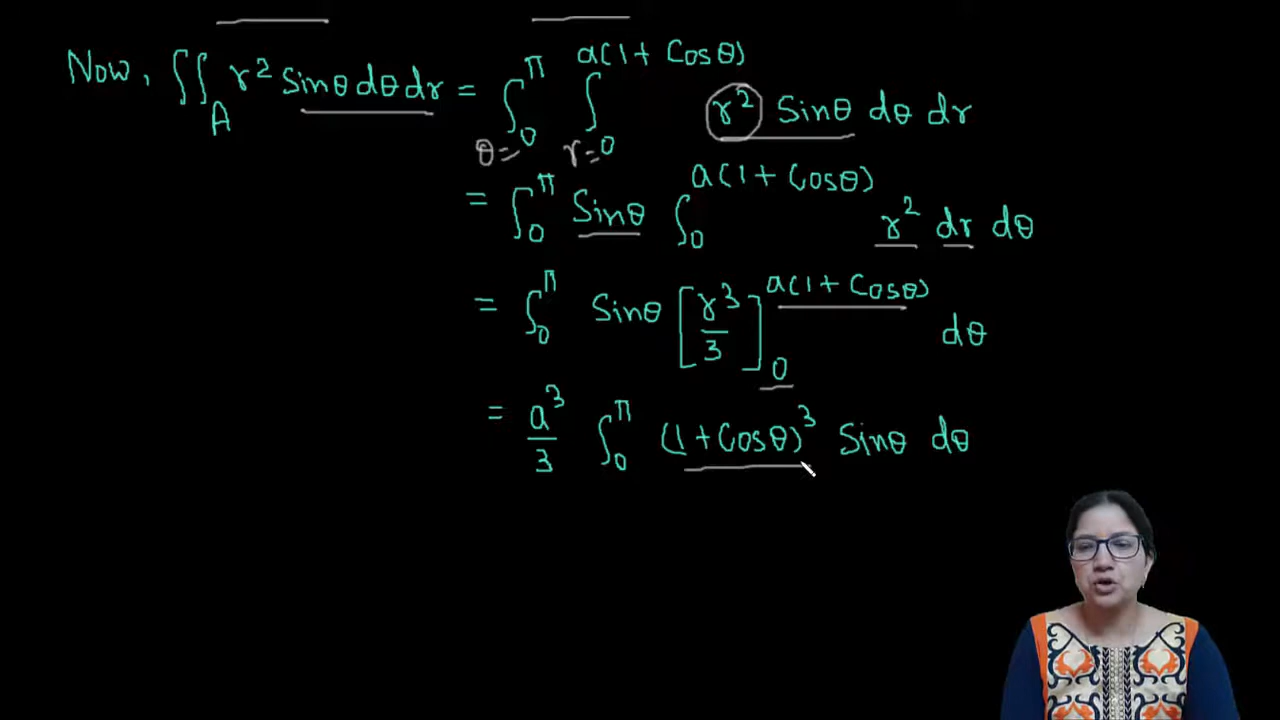 Now, ∫∫_A r² Sinθ dθ dr = ∫_{θ=0}^{π} ∫_{r=0}^{a(1+Cosθ)} r² Sinθ dθ dr
= ∫_0^π Sinθ ∫_0^{a(1+Cosθ)} r² dr dθ
= ∫_0^π Sinθ [r³/3]_0^{a(1+Cosθ)} dθ
= a³/3 ∫_0^π (1+Cosθ)³ Sinθ dθ